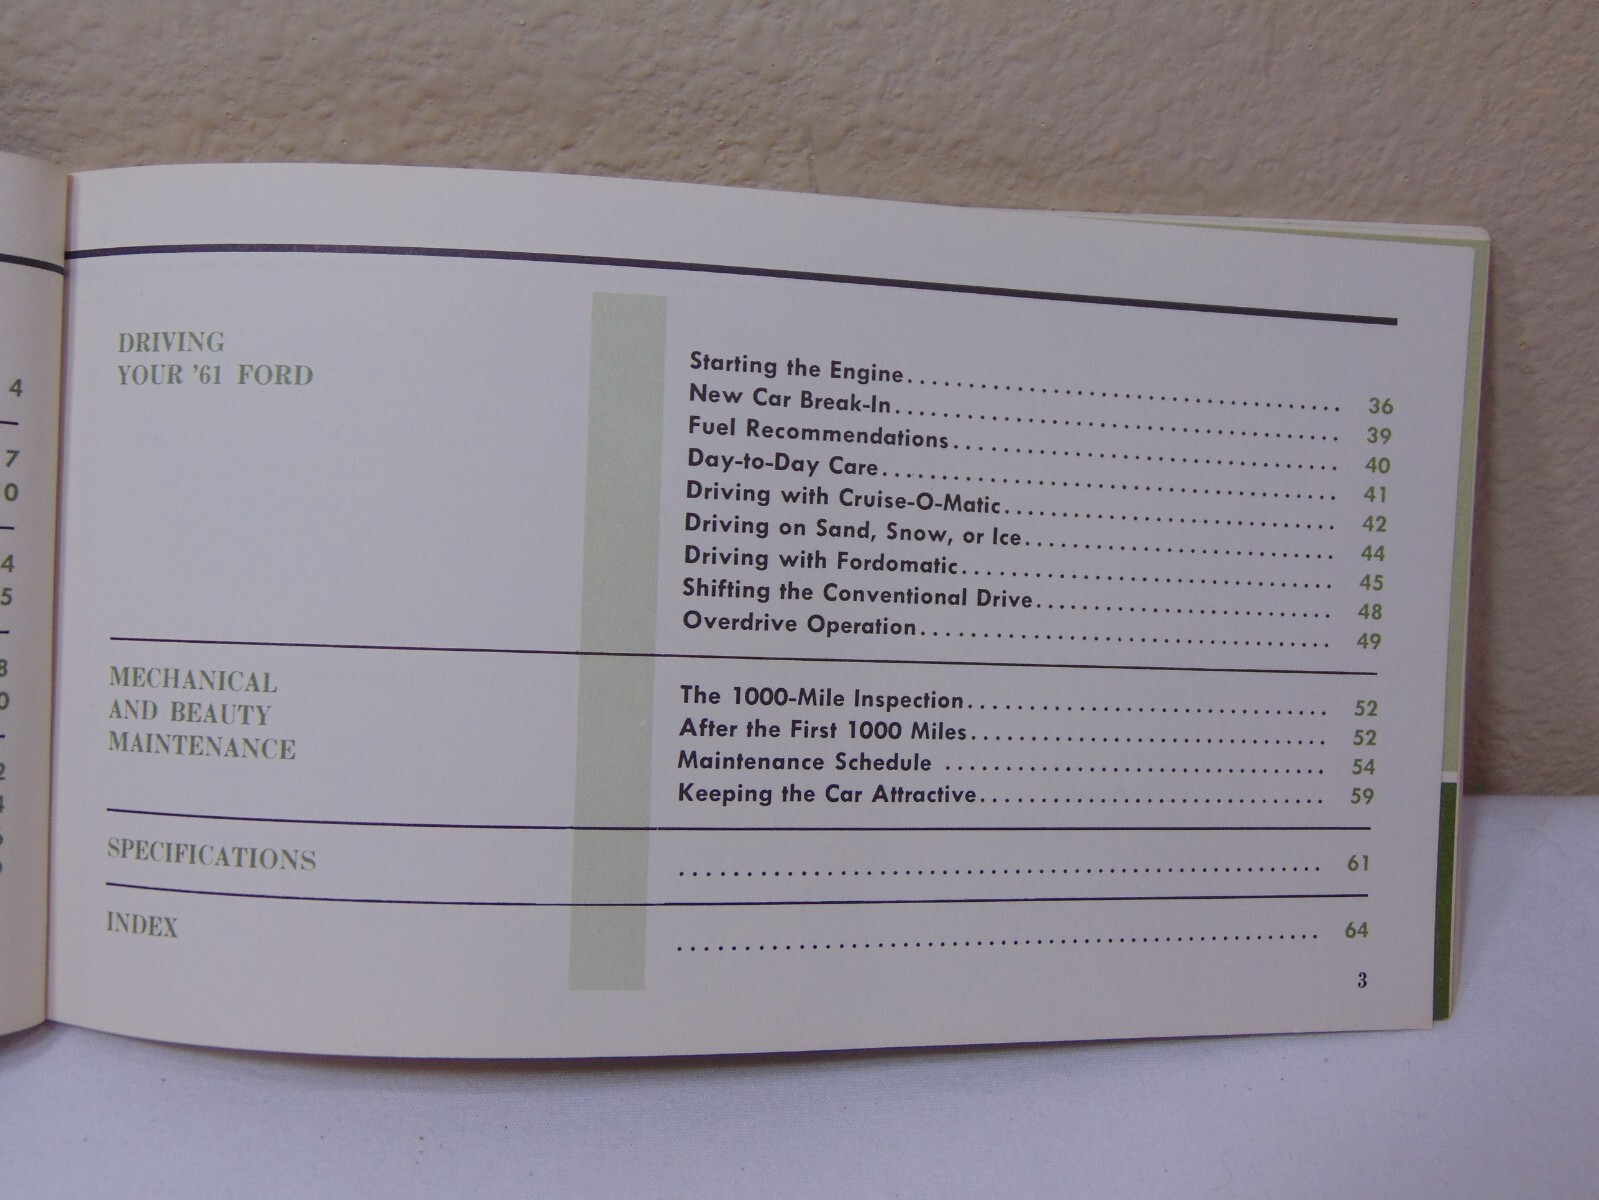 4
7
0
4
5
8
0
2
4
DRIVING
YOUR '61 FORD
Starting the Engine........................................ 36
New Car Break-In........................................ 39
Fuel Recommendations........................................ 40
Day-to-Day Care........................................ 41
Driving with Cruise-O-Matic........................................ 42
Driving on Sand, Snow, or Ice........................................ 44
Driving with Fordomatic........................................ 45
Shifting the Conventional Drive........................................ 48
Overdrive Operation........................................ 49
MECHANICAL
AND BEAUTY
MAINTENANCE
The 1000-Mile Inspection........................................ 52
After the First 1000 Miles........................................ 52
Maintenance Schedule ........................................ 54
Keeping the Car Attractive........................................ 59
SPECIFICATIONS ........................................ 61
INDEX ........................................ 64
3